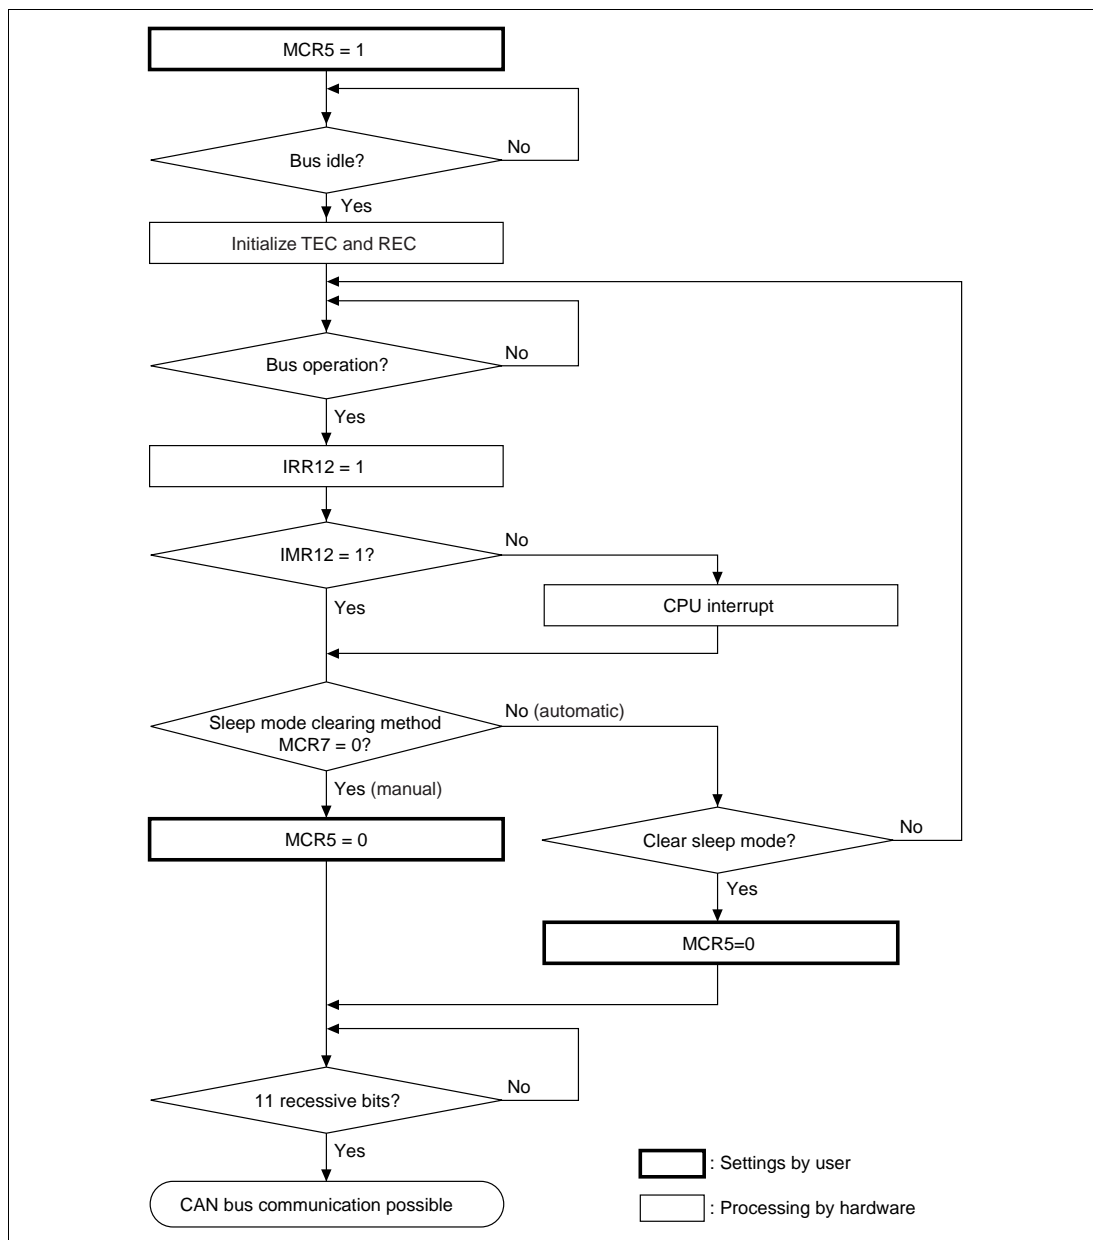 MCR5 = 1
Bus idle?
No
Yes
Initialize TEC and REC
Bus operation?
No
Yes
IRR12 = 1
IMR12 = 1?
No
Yes
CPU interrupt
Sleep mode clearing method
MCR7 = 0?
No (automatic)
Yes (manual)
MCR5 = 0
Clear sleep mode?
No
Yes
MCR5=0
11 recessive bits?
No
Yes
CAN bus communication possible
: Settings by user
: Processing by hardware